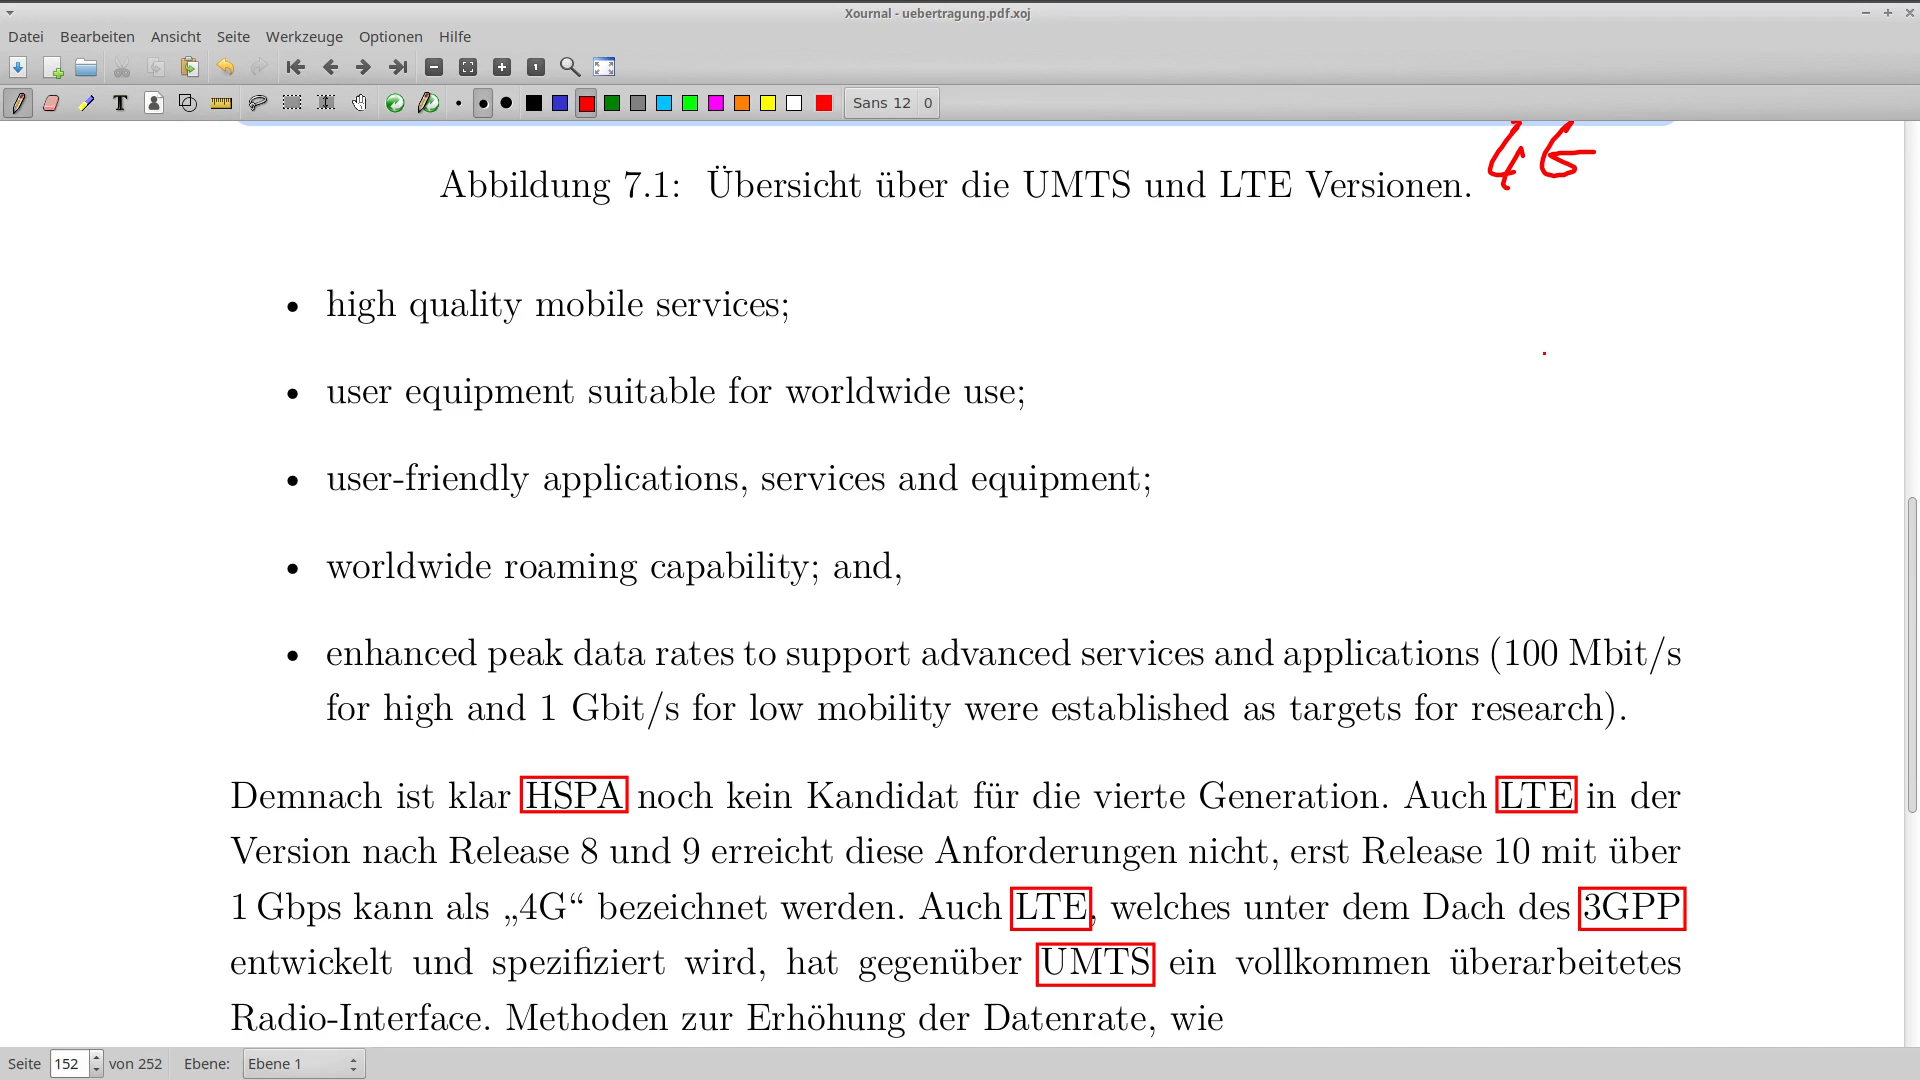 Xournal - uebertragung.pdf.xoj
Datei Bearbeiten Ansicht Seite Werkzeuge Optionen Hilfe
Sans 12 0
4G
Abbildung 7.1: Übersicht über die UMTS und LTE Versionen.
• high quality mobile services;
• user equipment suitable for worldwide use;
• user-friendly applications, services and equipment;
• worldwide roaming capability; and,
• enhanced peak data rates to support advanced services and applications (100 Mbit/s
for high and 1 Gbit/s for low mobility were established as targets for research).
Demnach ist klar HSPA noch kein Kandidat für die vierte Generation. Auch LTE in der
Version nach Release 8 und 9 erreicht diese Anforderungen nicht, erst Release 10 mit über
1 Gbps kann als „4G“ bezeichnet werden. Auch LTE, welches unter dem Dach des 3GPP
entwickelt und spezifiziert wird, hat gegenüber UMTS ein vollkommen überarbeitetes
Radio-Interface. Methoden zur Erhöhung der Datenrate, wie
Seite 152 von 252 Ebene: Ebene 1